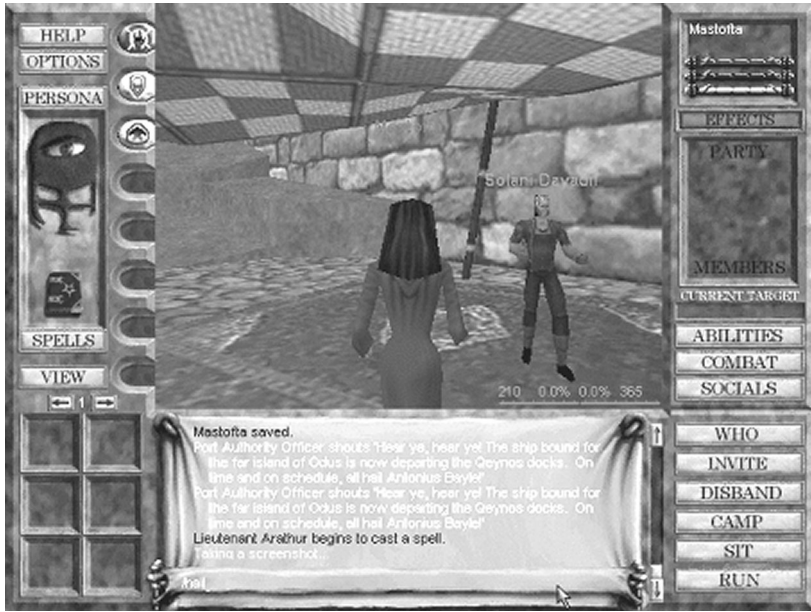 HELP
OPTIONS
PERSONA
SPELLS
VIEW
1
Mastofta
EFFECTS
PARTY
MEMBERS
CURRENT TARGET
ABILITIES
COMBAT
SOCIALS
WHO
INVITE
DISBAND
CAMP
SIT
RUN
Solani
210 0.0% 0.0% 365
Mastofta saved.
Port Authority Officer shouts 'Hear ye, hear ye! The ship bound for
the far island of Odus is now departing the Qeynos docks. On
time and on schedule, all hail Antonius Bayle!'
Port Authority Officer shouts 'Hear ye, hear ye! The ship bound for
the far island of Odus is now departing the Qeynos docks. On
time and on schedule, all hail Antonius Bayle!'
Lieutenant Arathur begins to cast a spell.
Taking a screenshot...